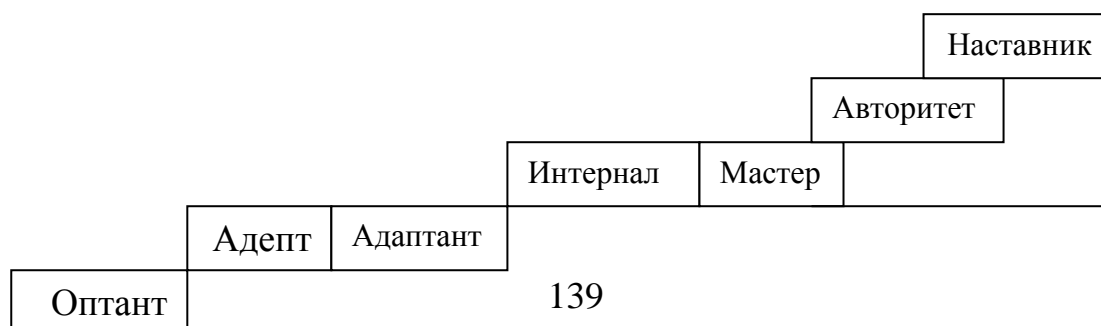 Наставник
Авторитет
Интернал Мастер
Адепт Адаптант
Оптант 139